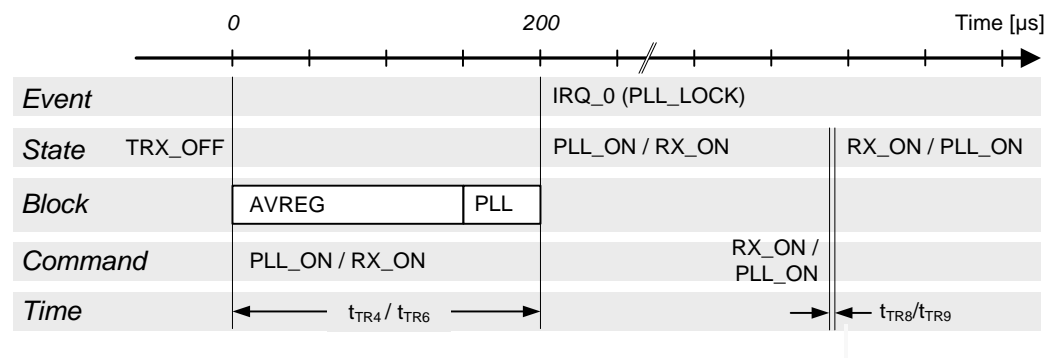 0 200 Time [µs]
Event IRQ_0 (PLL_LOCK)
State TRX_OFF PLL_ON / RX_ON RX_ON / PLL_ON
Block AVREG PLL
Command PLL_ON / RX_ON RX_ON /
PLL_ON
Time tTR4 / tTR6 tTR8/tTR9